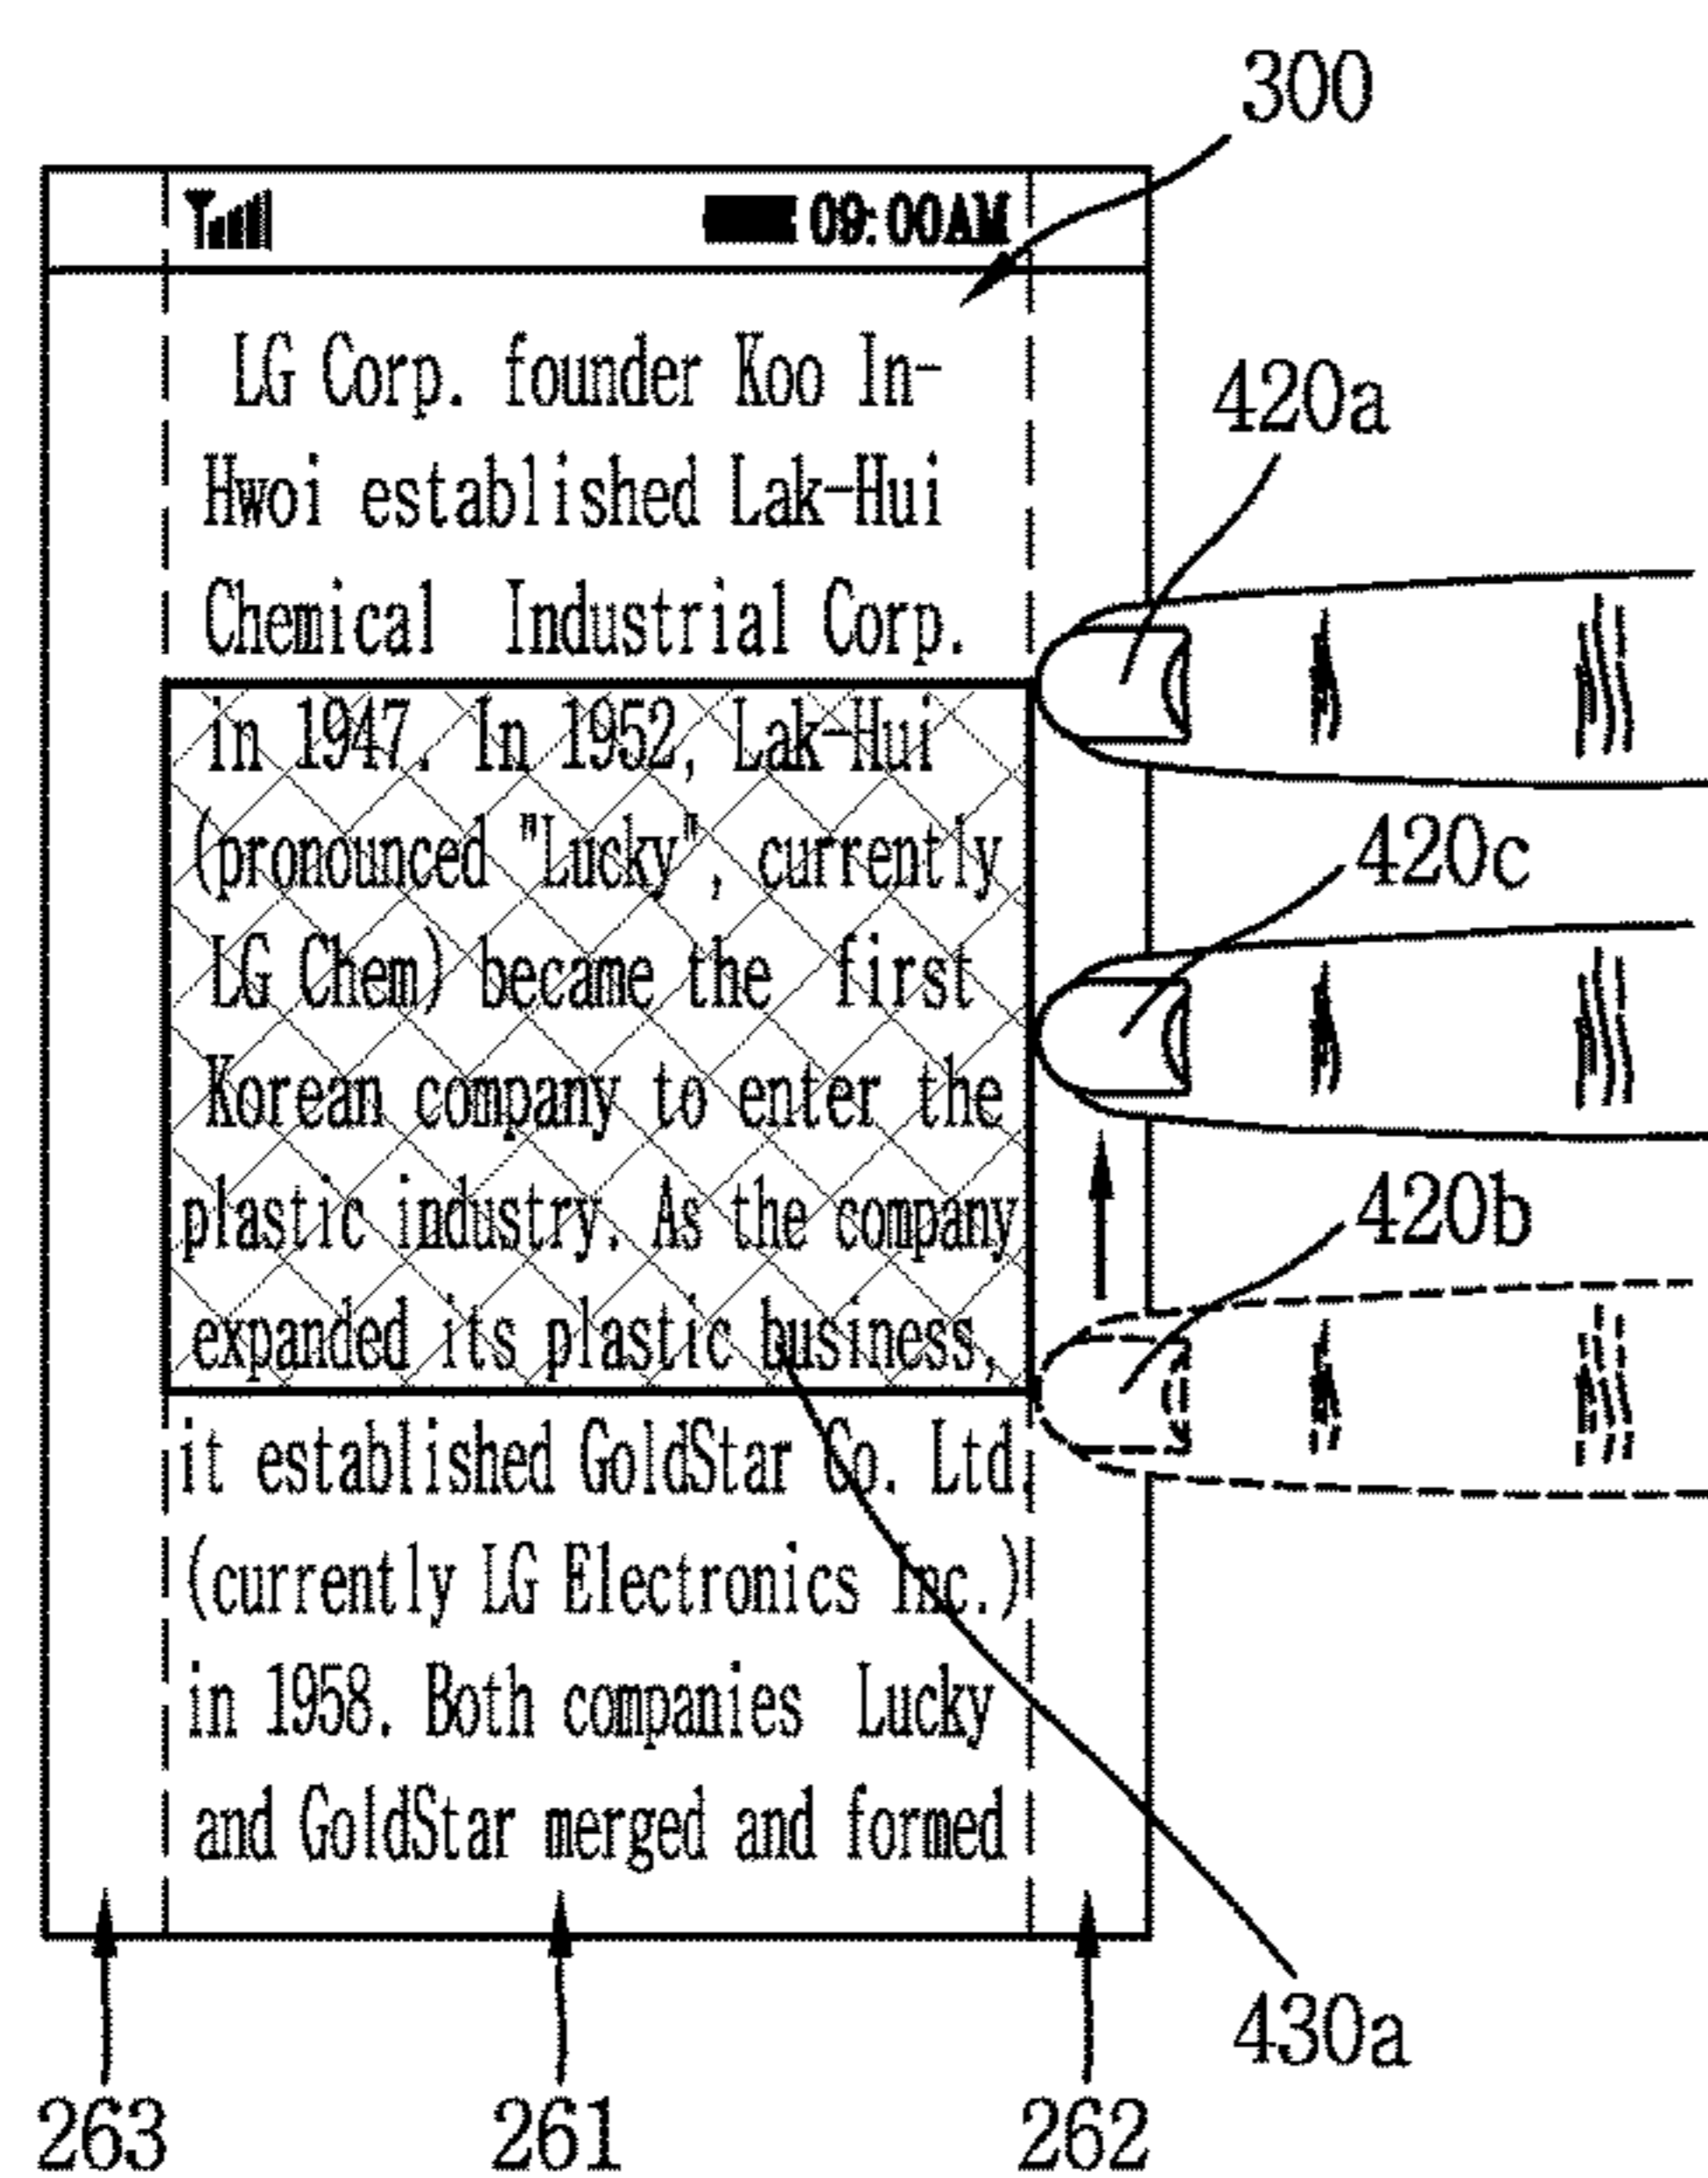 300
09:00AM
LG Corp. founder Koo In-
420a
Hwoi established Lak-Hui
Chemical Industrial Corp.
in 1947. In 1952, Lak-Hui
(pronounced "Lucky", currently
420c
LG Chem) became the first
Korean company to enter the
plastic industry. As the company
420b
expanded its plastic business,
it established GoldStar Co. Ltd.
(currently LG Electronics Inc.)
in 1958. Both companies Lucky
and GoldStar merged and formed
430a
263 261 262